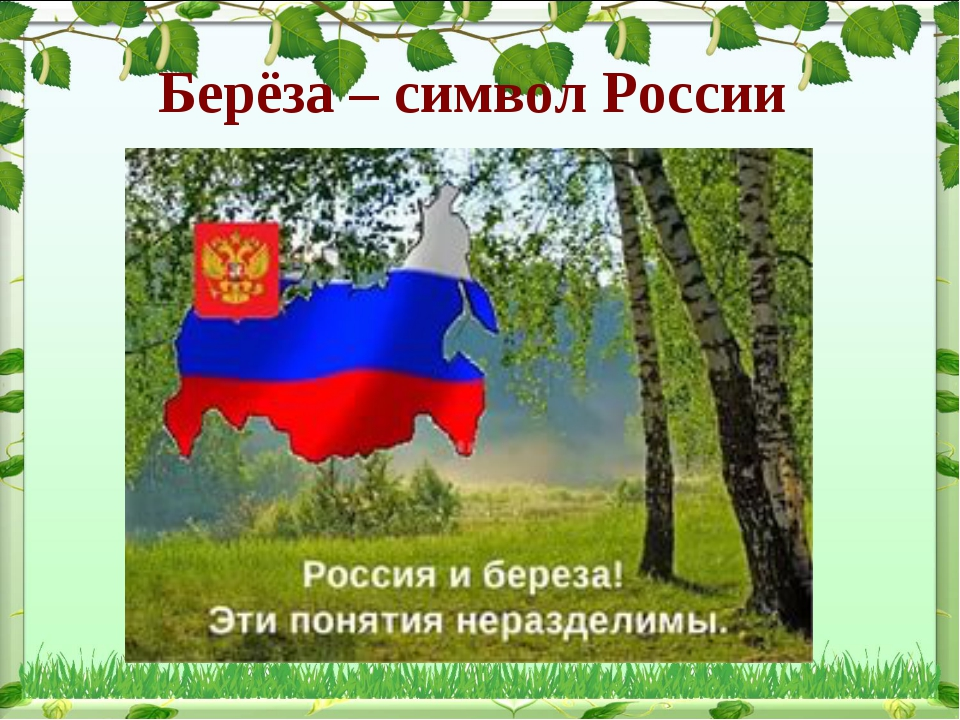 Берёза – символ России
Россия и береза!
Эти понятия неразделимы.